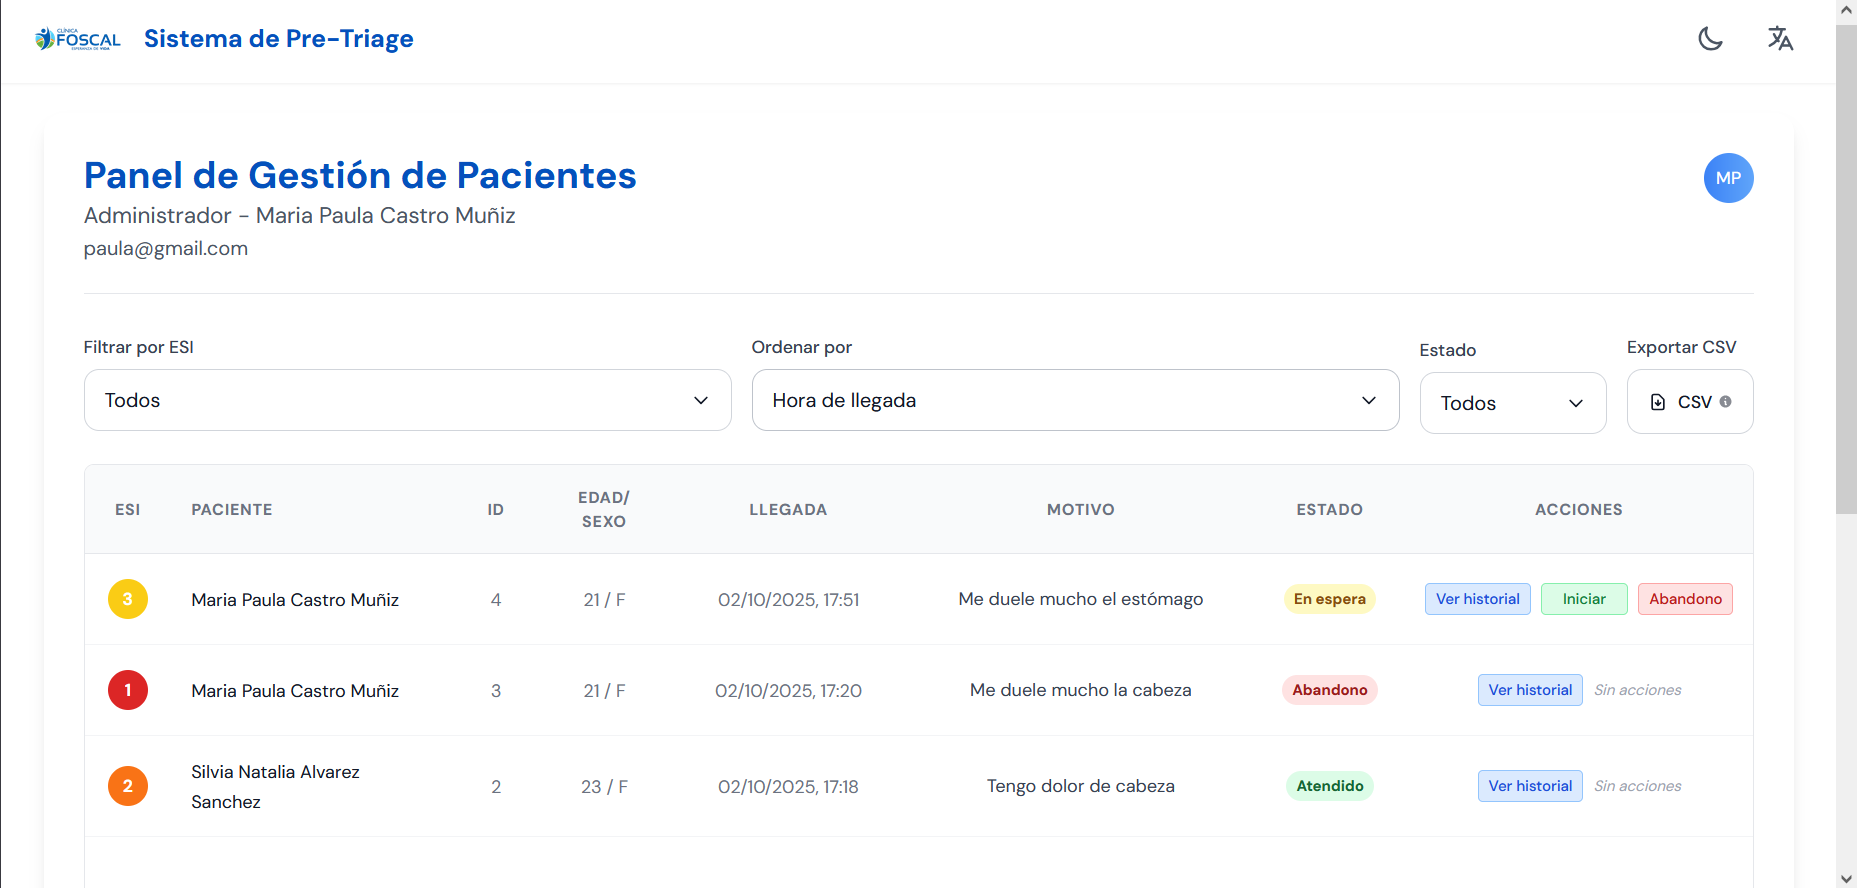 CLÍNICA
FOSCAL
ESPERANZA DE VIDA
Sistema de Pre-Triage
Panel de Gestión de Pacientes
MP
Administrador - Maria Paula Castro Muñiz
paula@gmail.com
Filtrar por ESI
Ordenar por
Estado
Exportar CSV
Todos
Hora de llegada
Todos
CSV
ESI PACIENTE ID EDAD/
SEXO LLEGADA MOTIVO ESTADO ACCIONES
3 Maria Paula Castro Muñiz 4 21 / F 02/10/2025, 17:51 Me duele mucho el estómago En espera Ver historial Iniciar Abandono
1 Maria Paula Castro Muñiz 3 21 / F 02/10/2025, 17:20 Me duele mucho la cabeza Abandono Ver historial Sin acciones
2 Silvia Natalia Alvarez
Sanchez 2 23 / F 02/10/2025, 17:18 Tengo dolor de cabeza Atendido Ver historial Sin acciones